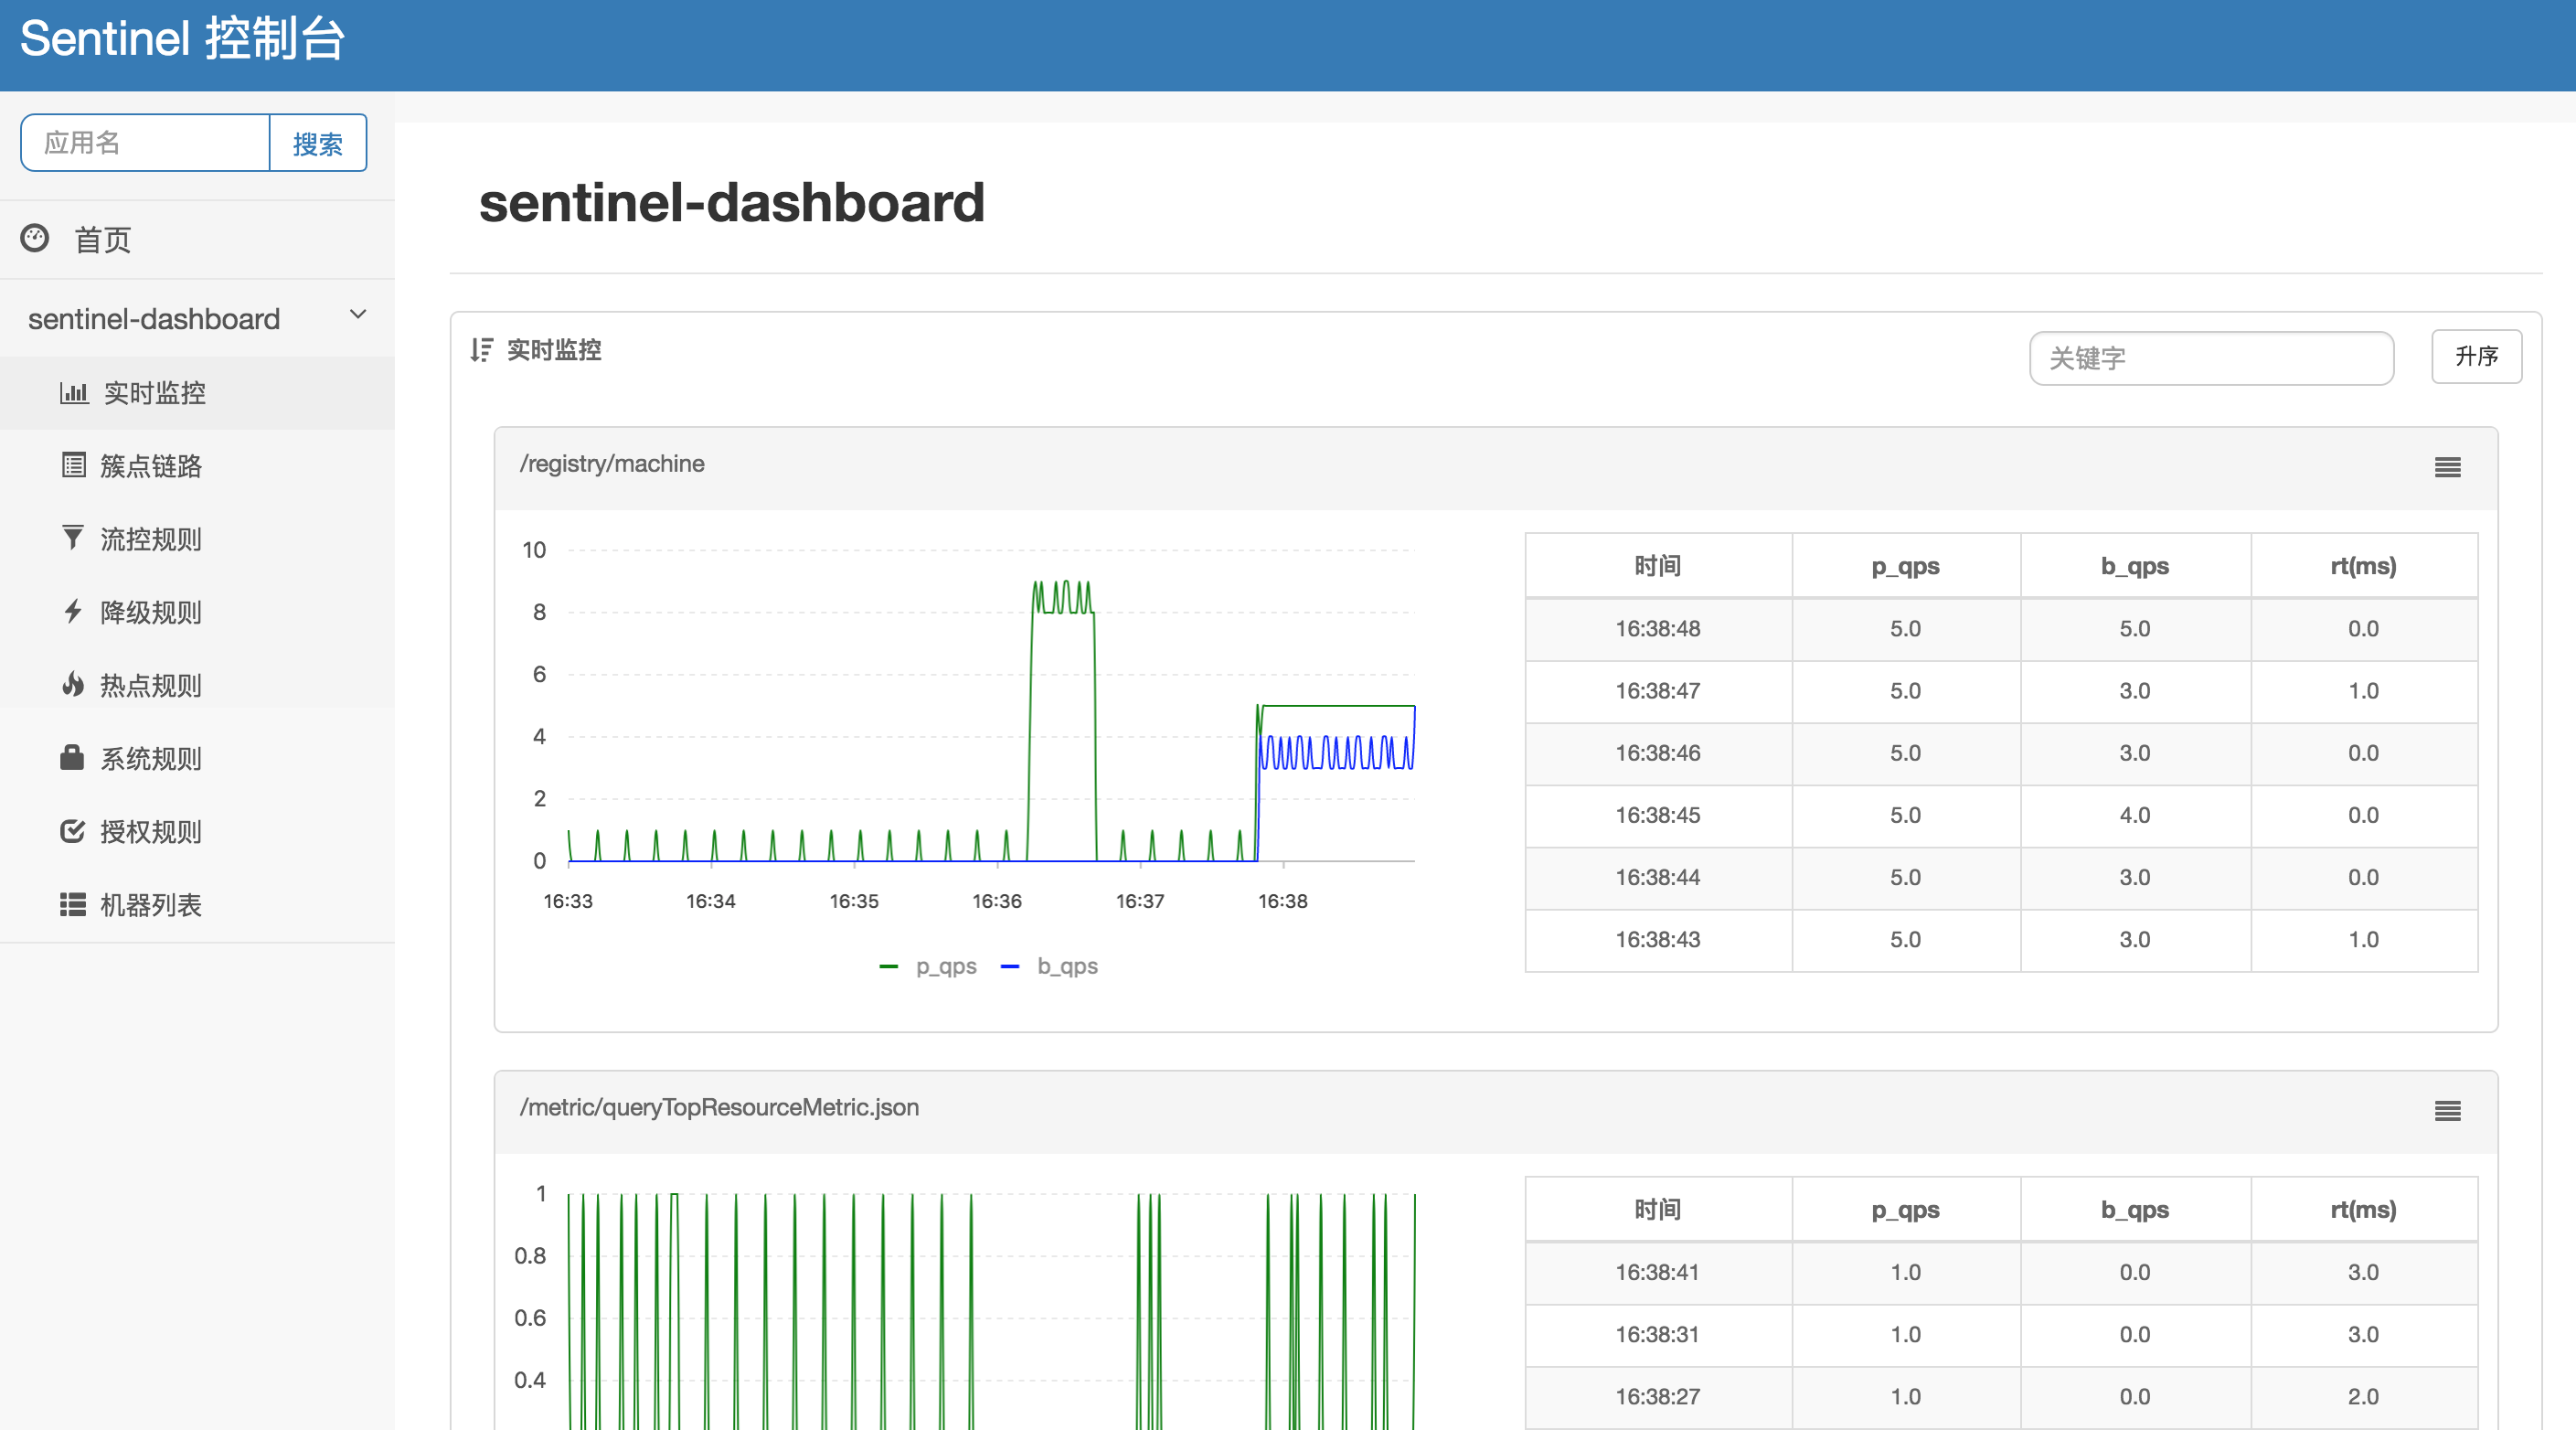 Sentinel 控制台
应用名 搜索
首页
sentinel-dashboard
实时监控
簇点链路
流控规则
降级规则
热点规则
系统规则
授权规则
机器列表
sentinel-dashboard
实时监控 关键字 升序
/registry/machine
10
8
6
4
2
0
16:33 16:34 16:35 16:36 16:37 16:38
p_qps b_qps
时间 p_qps b_qps rt(ms)
16:38:48 5.0 5.0 0.0
16:38:47 5.0 3.0 1.0
16:38:46 5.0 3.0 0.0
16:38:45 5.0 4.0 0.0
16:38:44 5.0 3.0 0.0
16:38:43 5.0 3.0 1.0
/metric/queryTopResourceMetric.json
1
0.8
0.6
0.4
时间 p_qps b_qps rt(ms)
16:38:41 1.0 0.0 3.0
16:38:31 1.0 0.0 3.0
16:38:27 1.0 0.0 2.0